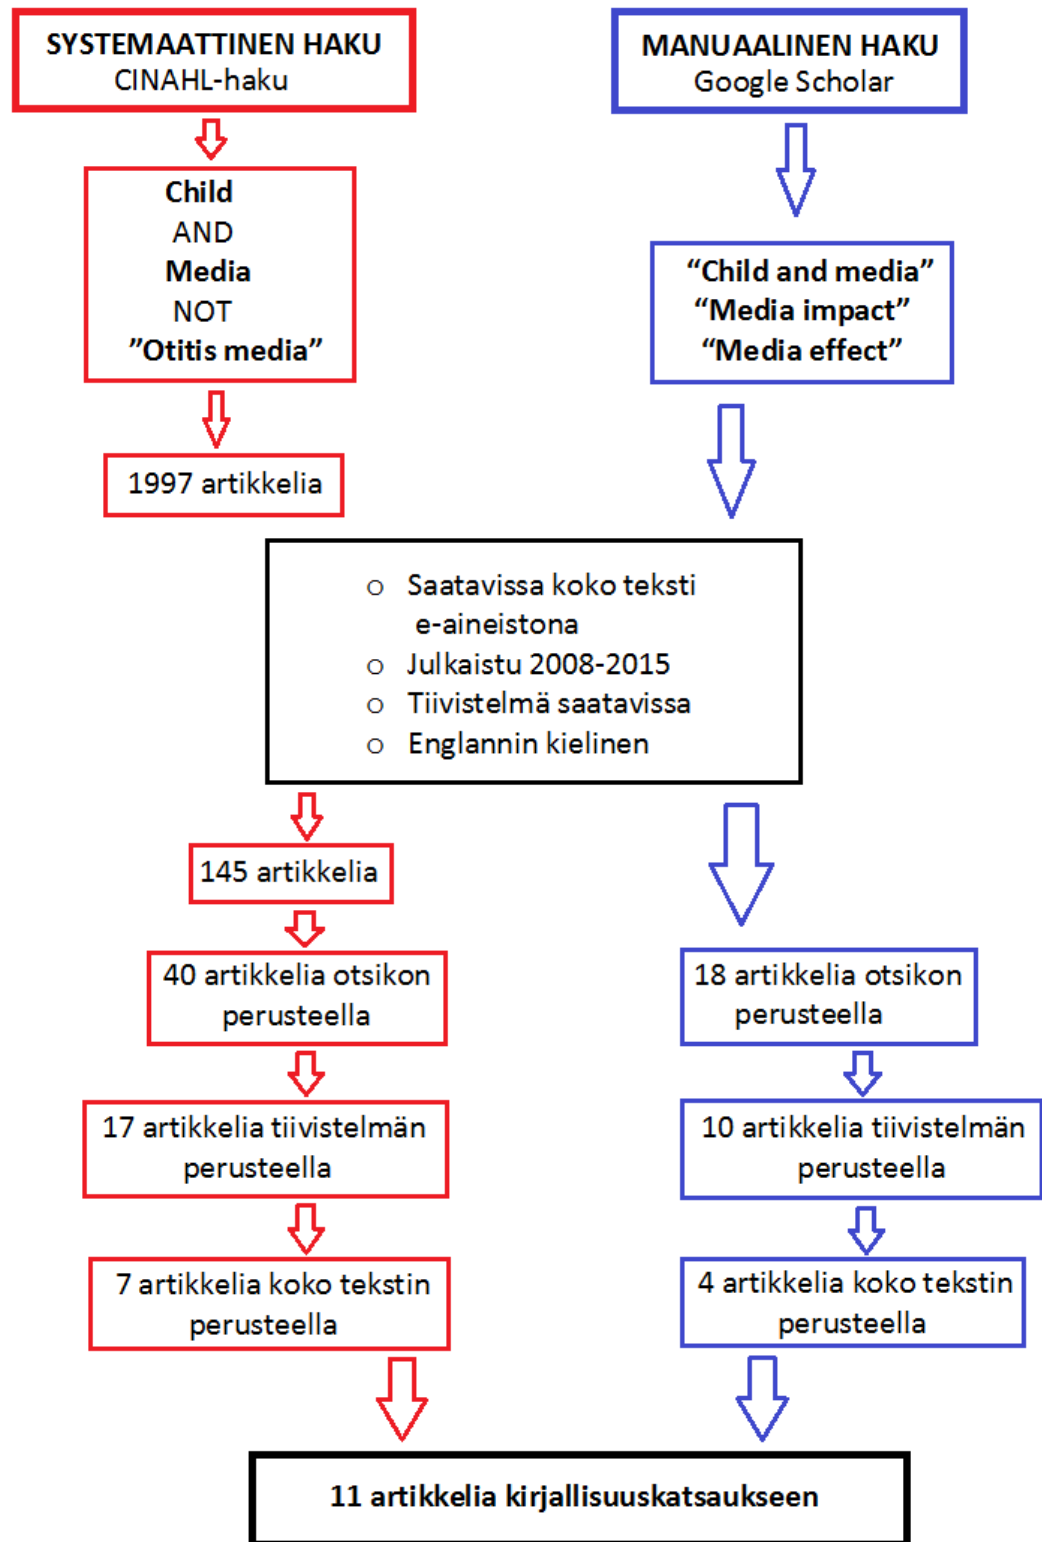 SYSTEMAATTINEN HAKU
CINAHL-haku
MANUAALINEN HAKU
Google Scholar
Child
AND
Media
NOT
”Otitis media”
“Child and media”
“Media impact”
“Media effect”
1997 artikkelia
o Saatavissa koko teksti
e-aineistona
o Julkaistu 2008-2015
o Tiivistelmä saatavissa
o Englannin kielinen
145 artikkelia
40 artikkelia otsikon
perusteella
18 artikkelia otsikon
perusteella
17 artikkelia tiivistelmän
perusteella
10 artikkelia tiivistelmän
perusteella
7 artikkelia koko tekstin
perusteella
4 artikkelia koko tekstin
perusteella
11 artikkelia kirjallisuuskatsaukseen